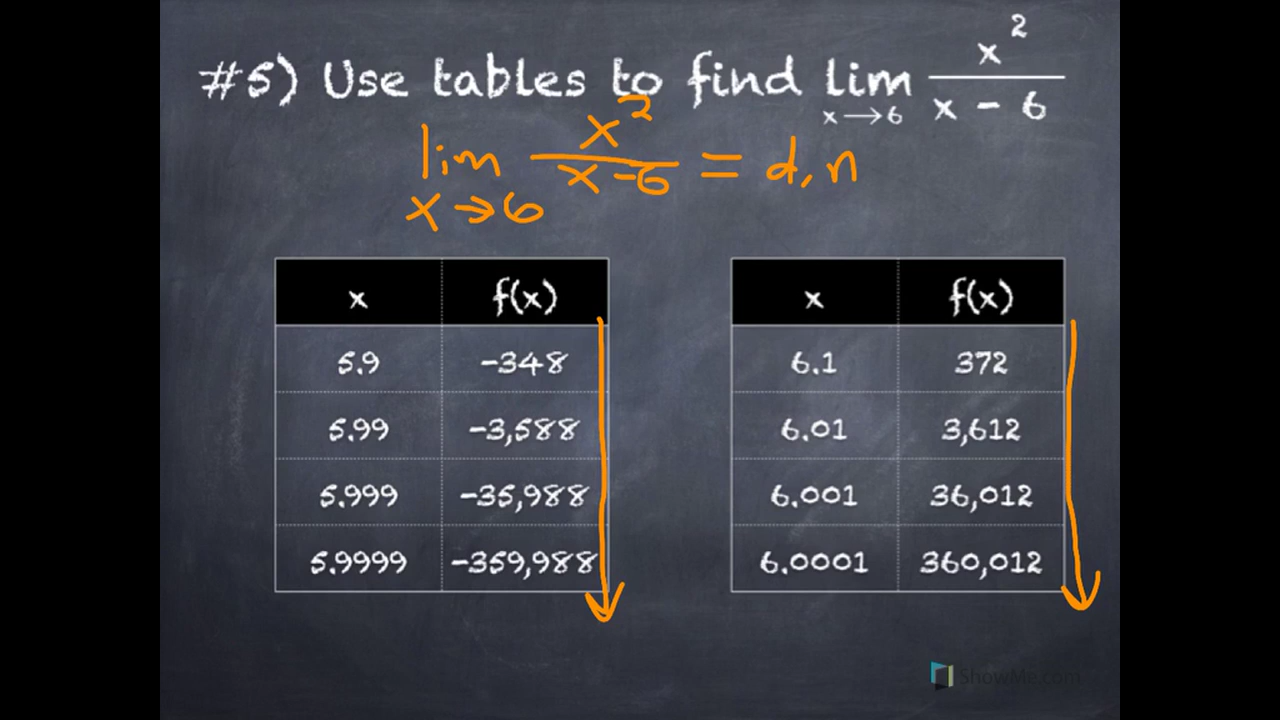 #5) Use tables to find lim x→6 x² / x - 6
lim x→6 x² / x-6 = d,n
x f(x)
5.9 -348
5.99 -3,588
5.999 -35,988
5.9999 -359,988
x f(x)
6.1 372
6.01 3,612
6.001 36,012
6.0001 360,012
ShowMe.com